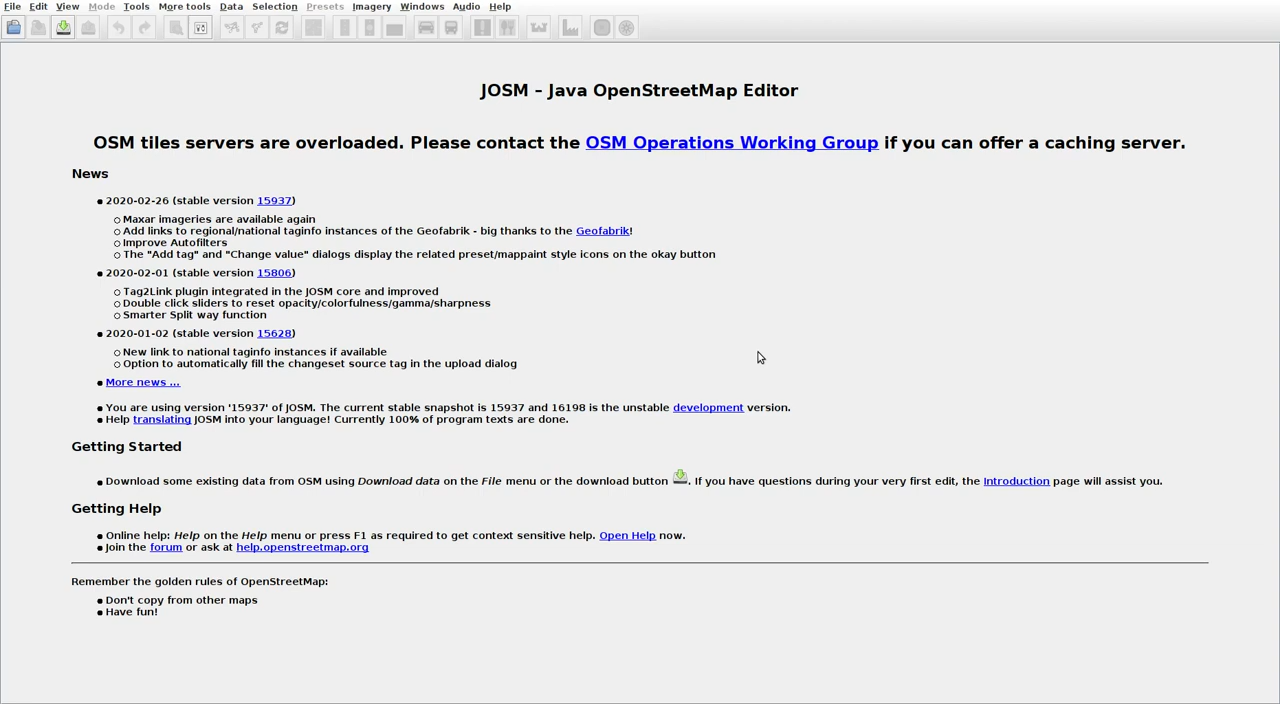 File Edit View Mode Tools More tools Data Selection Presets Imagery Windows Audio Help
JOSM – Java OpenStreetMap Editor
OSM tiles servers are overloaded. Please contact the OSM Operations Working Group if you can offer a caching server.
News
2020-02-26 (stable version 15937)
Maxar imageries are available again
Add links to regional/national taginfo instances of the Geofabrik - big thanks to the Geofabrik!
Improve Autofilters
The "Add tag" and "Change value" dialogs display the related preset/mappaint style icons on the okay button
2020-02-01 (stable version 15806)
Tag2Link plugin integrated in the JOSM core and improved
Double click sliders to reset opacity/colorfulness/gamma/sharpness
Smarter Split way function
2020-01-02 (stable version 15628)
New link to national taginfo instances if available
Option to automatically fill the changeset source tag in the upload dialog
More news ...
You are using version '15937' of JOSM. The current stable snapshot is 15937 and 16198 is the unstable development version.
Help translating JOSM into your language! Currently 100% of program texts are done.
Getting Started
Download some existing data from OSM using Download data on the File menu or the download button . If you have questions during your very first edit, the Introduction page will assist you.
Getting Help
Online help: Help on the Help menu or press F1 as required to get context sensitive help. Open Help now.
Join the forum or ask at help.openstreetmap.org
Remember the golden rules of OpenStreetMap:
Don't copy from other maps
Have fun!